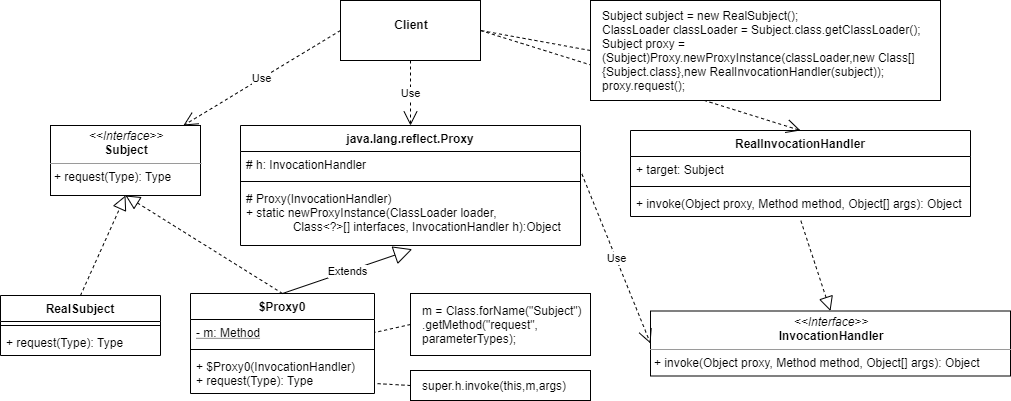 Client
Subject subject = new RealSubject();
ClassLoader classLoader = Subject.class.getClassLoader();
Subject proxy =
(Subject)Proxy.newProxyInstance(classLoader,new Class[]
{Subject.class},new RealInvocationHandler(subject));
proxy.request();
Use
Use
<<Interface>>
Subject
+ request(Type): Type
java.lang.reflect.Proxy
# h: InvocationHandler
# Proxy(InvocationHandler)
+ static newProxyInstance(ClassLoader loader,
Class<?>[] interfaces, InvocationHandler h):Object
RealInvocationHandler
+ target: Subject
+ invoke(Object proxy, Method method, Object[] args): Object
Use
Extends
RealSubject
+ request(Type): Type
$Proxy0
- m: Method
+ $Proxy0(InvocationHandler)
+ request(Type): Type
m = Class.forName("Subject")
.getMethod("request",
parameterTypes);
super.h.invoke(this,m,args)
<<Interface>>
InvocationHandler
+ invoke(Object proxy, Method method, Object[] args): Object